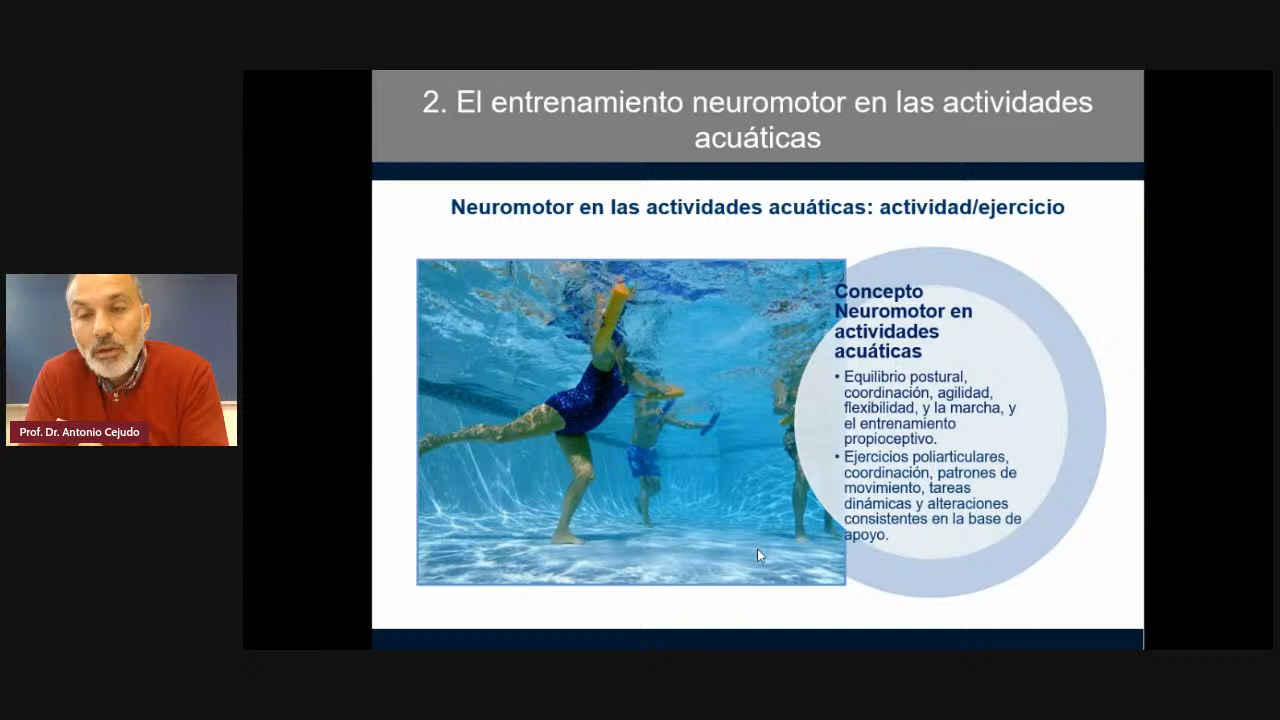 2. El entrenamiento neuromotor en las actividades
acuáticas
Neuromotor en las actividades acuáticas: actividad/ejercicio
Concepto
Neuromotor en
actividades
acuáticas
• Equilibrio postural,
coordinación, agilidad,
flexibilidad, y la marcha, y
el entrenamiento
propioceptivo.
• Ejercicios poliarticulares,
coordinación, patrones de
movimiento, tareas
dinámicas y alteraciones
consistentes en la base de
apoyo.
Prof. Dr. Antonio Cejudo